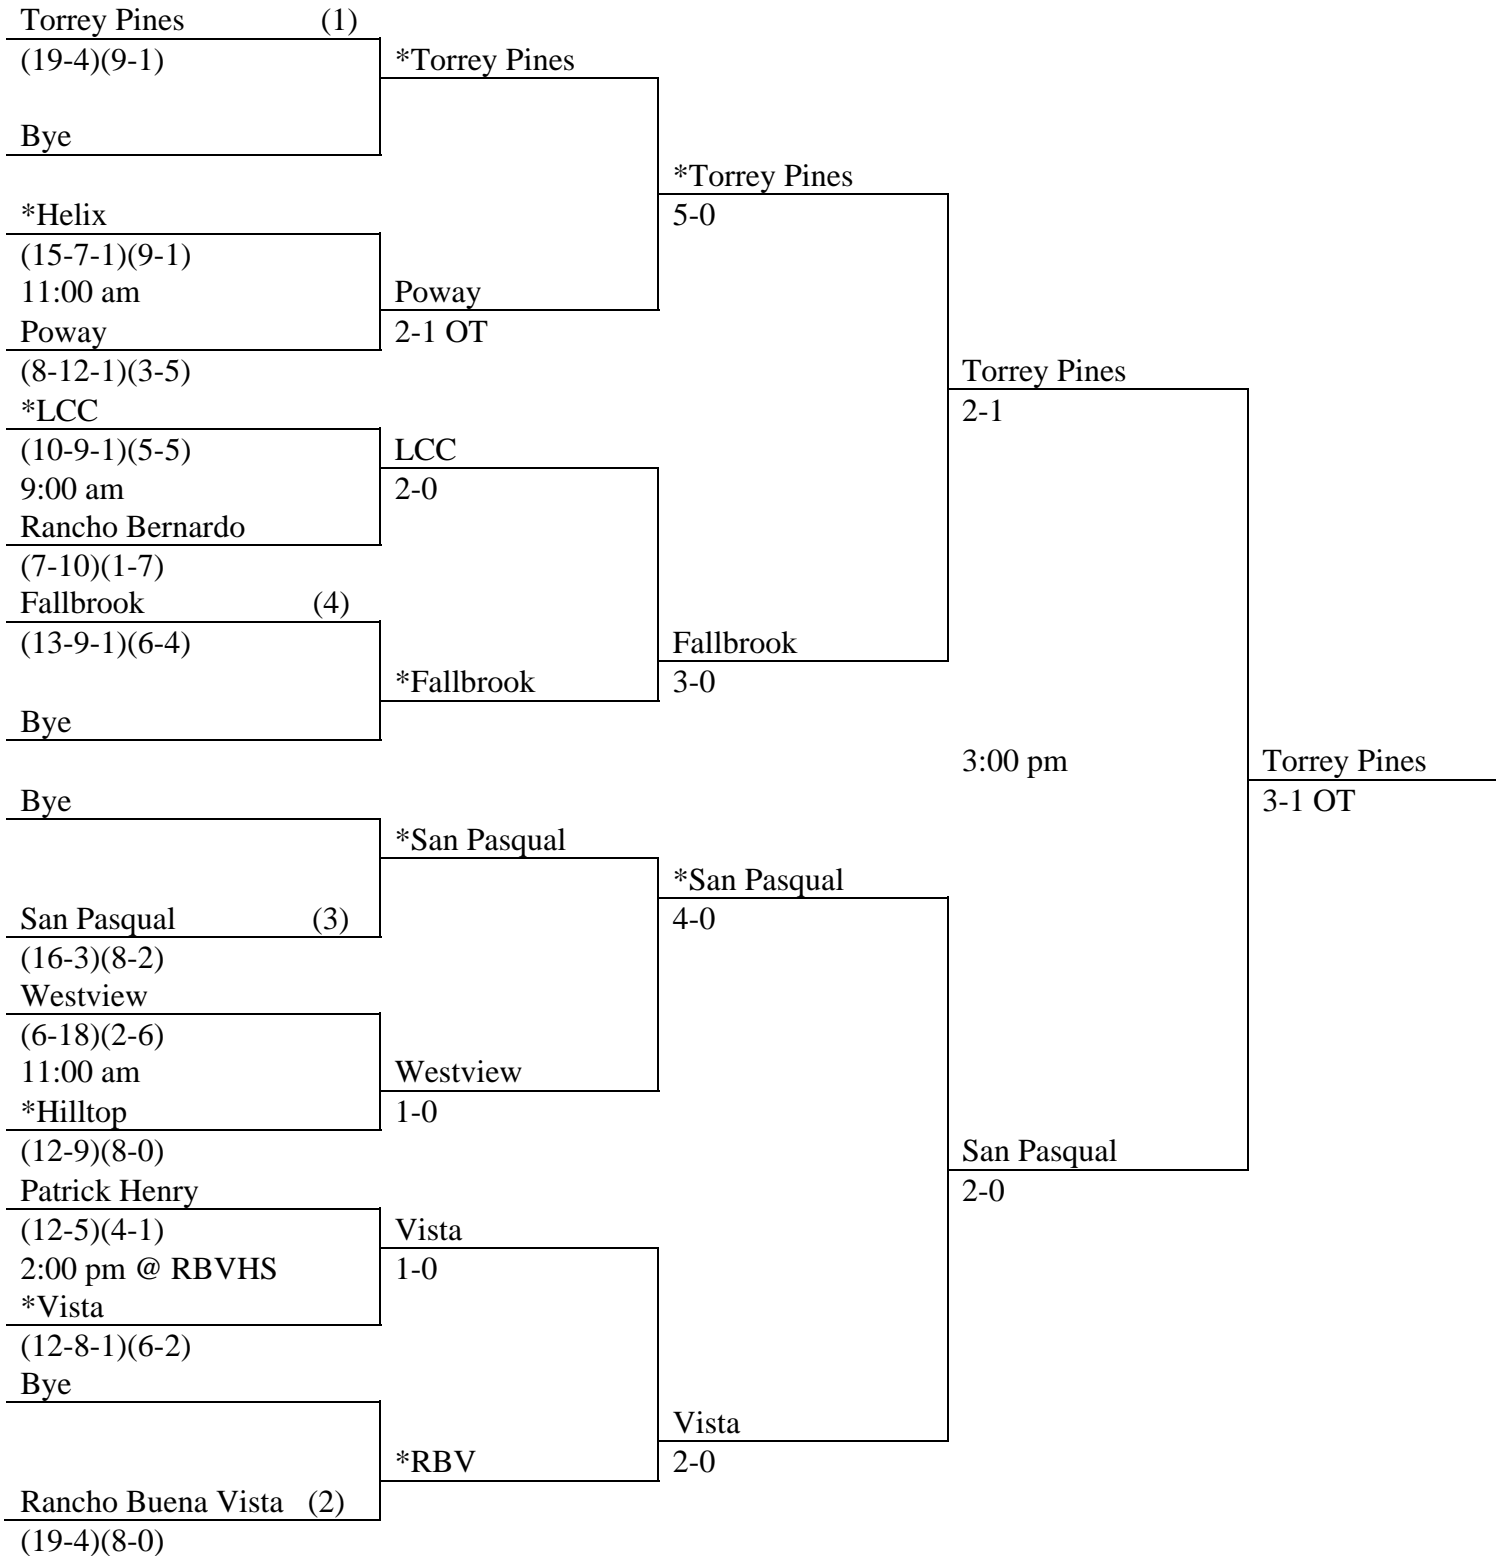 Torrey Pines (1)
(19-4)(9-1)
*Torrey Pines
Bye
*Torrey Pines
5-0
*Helix
(15-7-1)(9-1)
11:00 am
Poway
Poway
2-1 OT
(8-12-1)(3-5)
Torrey Pines
2-1
*LCC
(10-9-1)(5-5)
LCC
2-0
9:00 am
Rancho Bernardo
(7-10)(1-7)
Fallbrook (4)
(13-9-1)(6-4)
Fallbrook
3-0
*Fallbrook
Bye
3:00 pm
Torrey Pines
3-1 OT
Bye
*San Pasqual
*San Pasqual
4-0
San Pasqual (3)
(16-3)(8-2)
Westview
(6-18)(2-6)
11:00 am
Westview
1-0
*Hilltop
(12-9)(8-0)
San Pasqual
2-0
Patrick Henry
(12-5)(4-1)
Vista
1-0
2:00 pm @ RBVHS
*Vista
(12-8-1)(6-2)
Bye
Vista
2-0
*RBV
Rancho Buena Vista (2)
(19-4)(8-0)